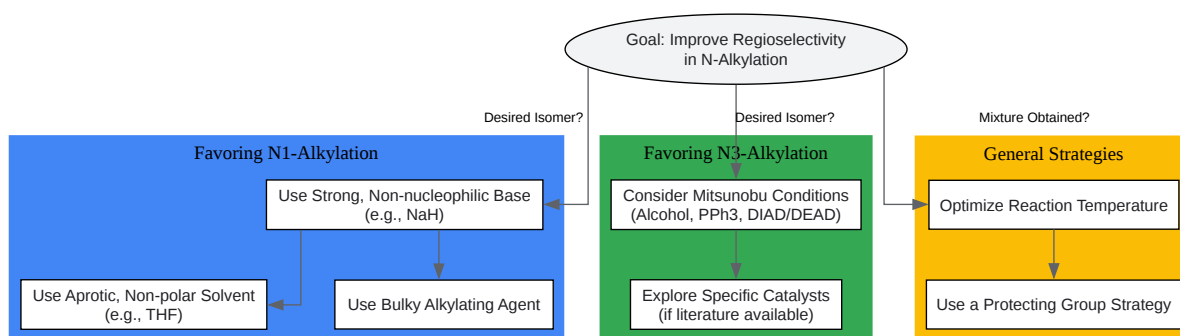 Goal: Improve Regioselectivity
in N-Alkylation
Desired Isomer?
Desired Isomer?
Mixture Obtained?
Favoring N1-Alkylation
Use Strong, Non-nucleophilic Base
(e.g., NaH)
Use Aprotic, Non-polar Solvent
(e.g., THF)
Use Bulky Alkylating Agent
Favoring N3-Alkylation
Consider Mitsunobu Conditions
(Alcohol, PPh3, DIAD/DEAD)
Explore Specific Catalysts
(if literature available)
General Strategies
Optimize Reaction Temperature
Use a Protecting Group Strategy